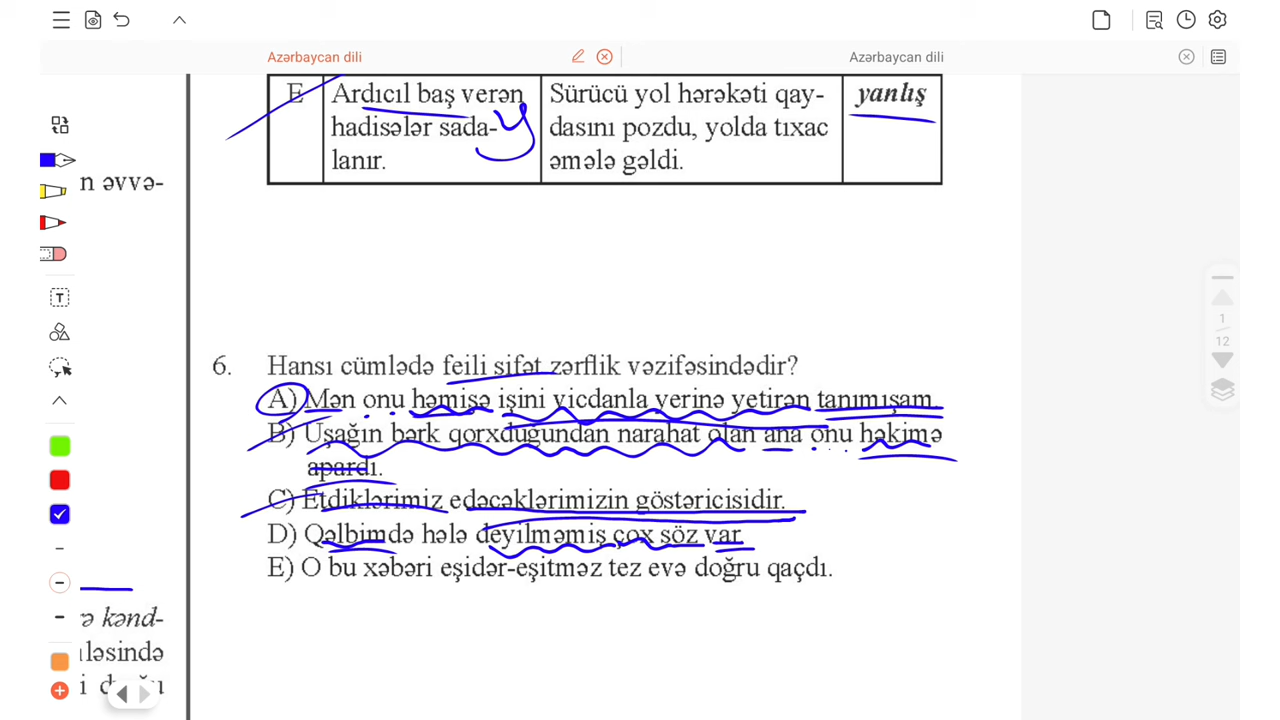 Azərbaycan dili
Azərbaycan dili
E
Ardıcıl baş verən
hadisələr sada-
lanır.
Sürücü yol hərəkəti qay-
dasını pozdu, yolda tıxac
əmələ gəldi.
yanlış
n əvvə-
6. Hansı cümlədə feili sifət zərflik vəzifəsindədir?
A) Mən onu həmişə işini vicdanla yerinə yetirən tanımışam.
B) Uşağın bərk qorxduğundan narahat olan ana onu həkimə
apardı.
C) Etdiklərimiz edəcəklərimizin göstəricisidir.
D) Qəlbimdə hələ deyilməmiş çox söz var.
E) O bu xəbəri eşidər-eşitməz tez evə doğru qaçdı.
ə kənd-
ləsində
1
12
T